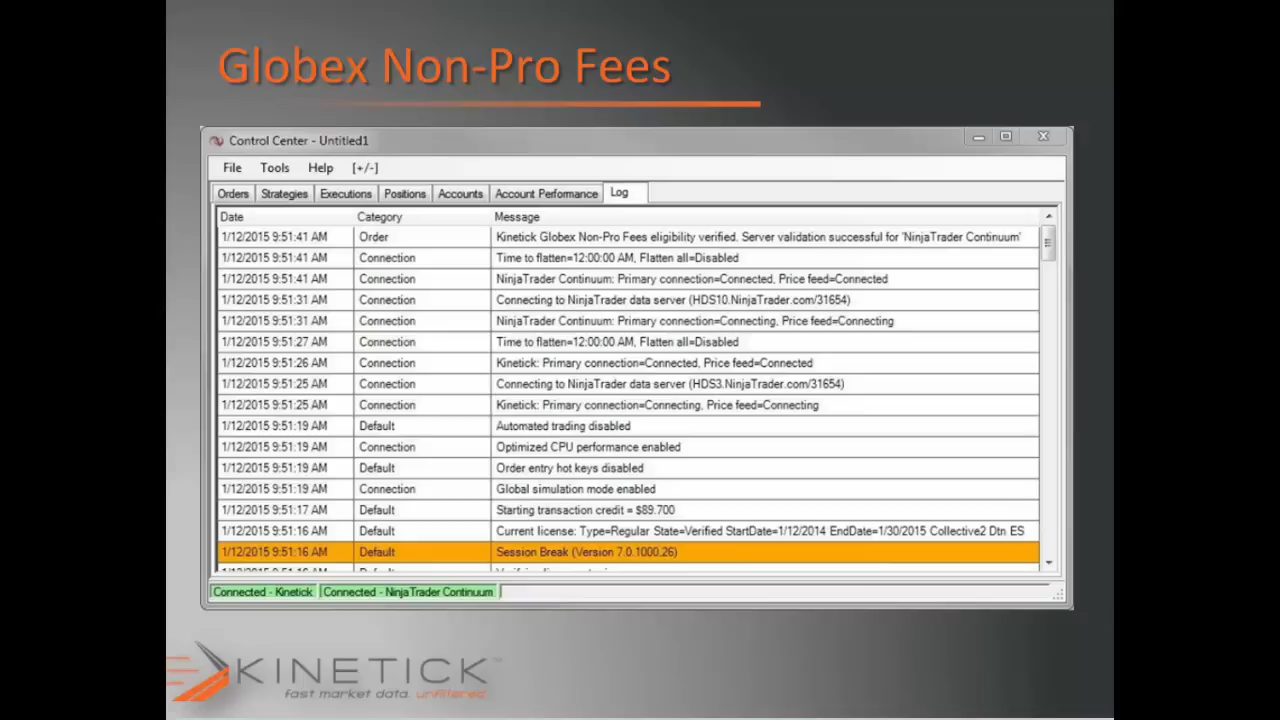 Globex Non-Pro Fees
Control Center - Untitled1
File Tools Help [+/-]
Orders Strategies Executions Positions Accounts Account Performance Log
Date Category Message
1/12/2015 9:51:41 AM Order Kinetick Globex Non-Pro Fees eligibility verified. Server validation successful for 'NinjaTrader Continuum'
1/12/2015 9:51:41 AM Connection Time to flatten=12:00:00 AM, Flatten all=Disabled
1/12/2015 9:51:41 AM Connection NinjaTrader Continuum: Primary connection=Connected, Price feed=Connected
1/12/2015 9:51:31 AM Connection Connecting to NinjaTrader data server (HDS10.NinjaTrader.com/31654)
1/12/2015 9:51:31 AM Connection NinjaTrader Continuum: Primary connection=Connecting, Price feed=Connecting
1/12/2015 9:51:27 AM Connection Time to flatten=12:00:00 AM, Flatten all=Disabled
1/12/2015 9:51:26 AM Connection Kinetick: Primary connection=Connected, Price feed=Connected
1/12/2015 9:51:25 AM Connection Connecting to NinjaTrader data server (HDS3.NinjaTrader.com/31654)
1/12/2015 9:51:25 AM Connection Kinetick: Primary connection=Connecting, Price feed=Connecting
1/12/2015 9:51:19 AM Default Automated trading disabled
1/12/2015 9:51:19 AM Connection Optimized CPU performance enabled
1/12/2015 9:51:19 AM Default Order entry hot keys disabled
1/12/2015 9:51:19 AM Connection Global simulation mode enabled
1/12/2015 9:51:17 AM Default Starting transaction credit = $89.700
1/12/2015 9:51:16 AM Default Current license: Type=Regular State=Verified StartDate=1/12/2014 EndDate=1/30/2015 Collective2 Dtn ES
1/12/2015 9:51:16 AM Default Session Break (Version 7.0.1000.26)
Connected - Kinetick Connected - NinjaTrader Continuum
KINETICK™
fast market data. unfiltered.